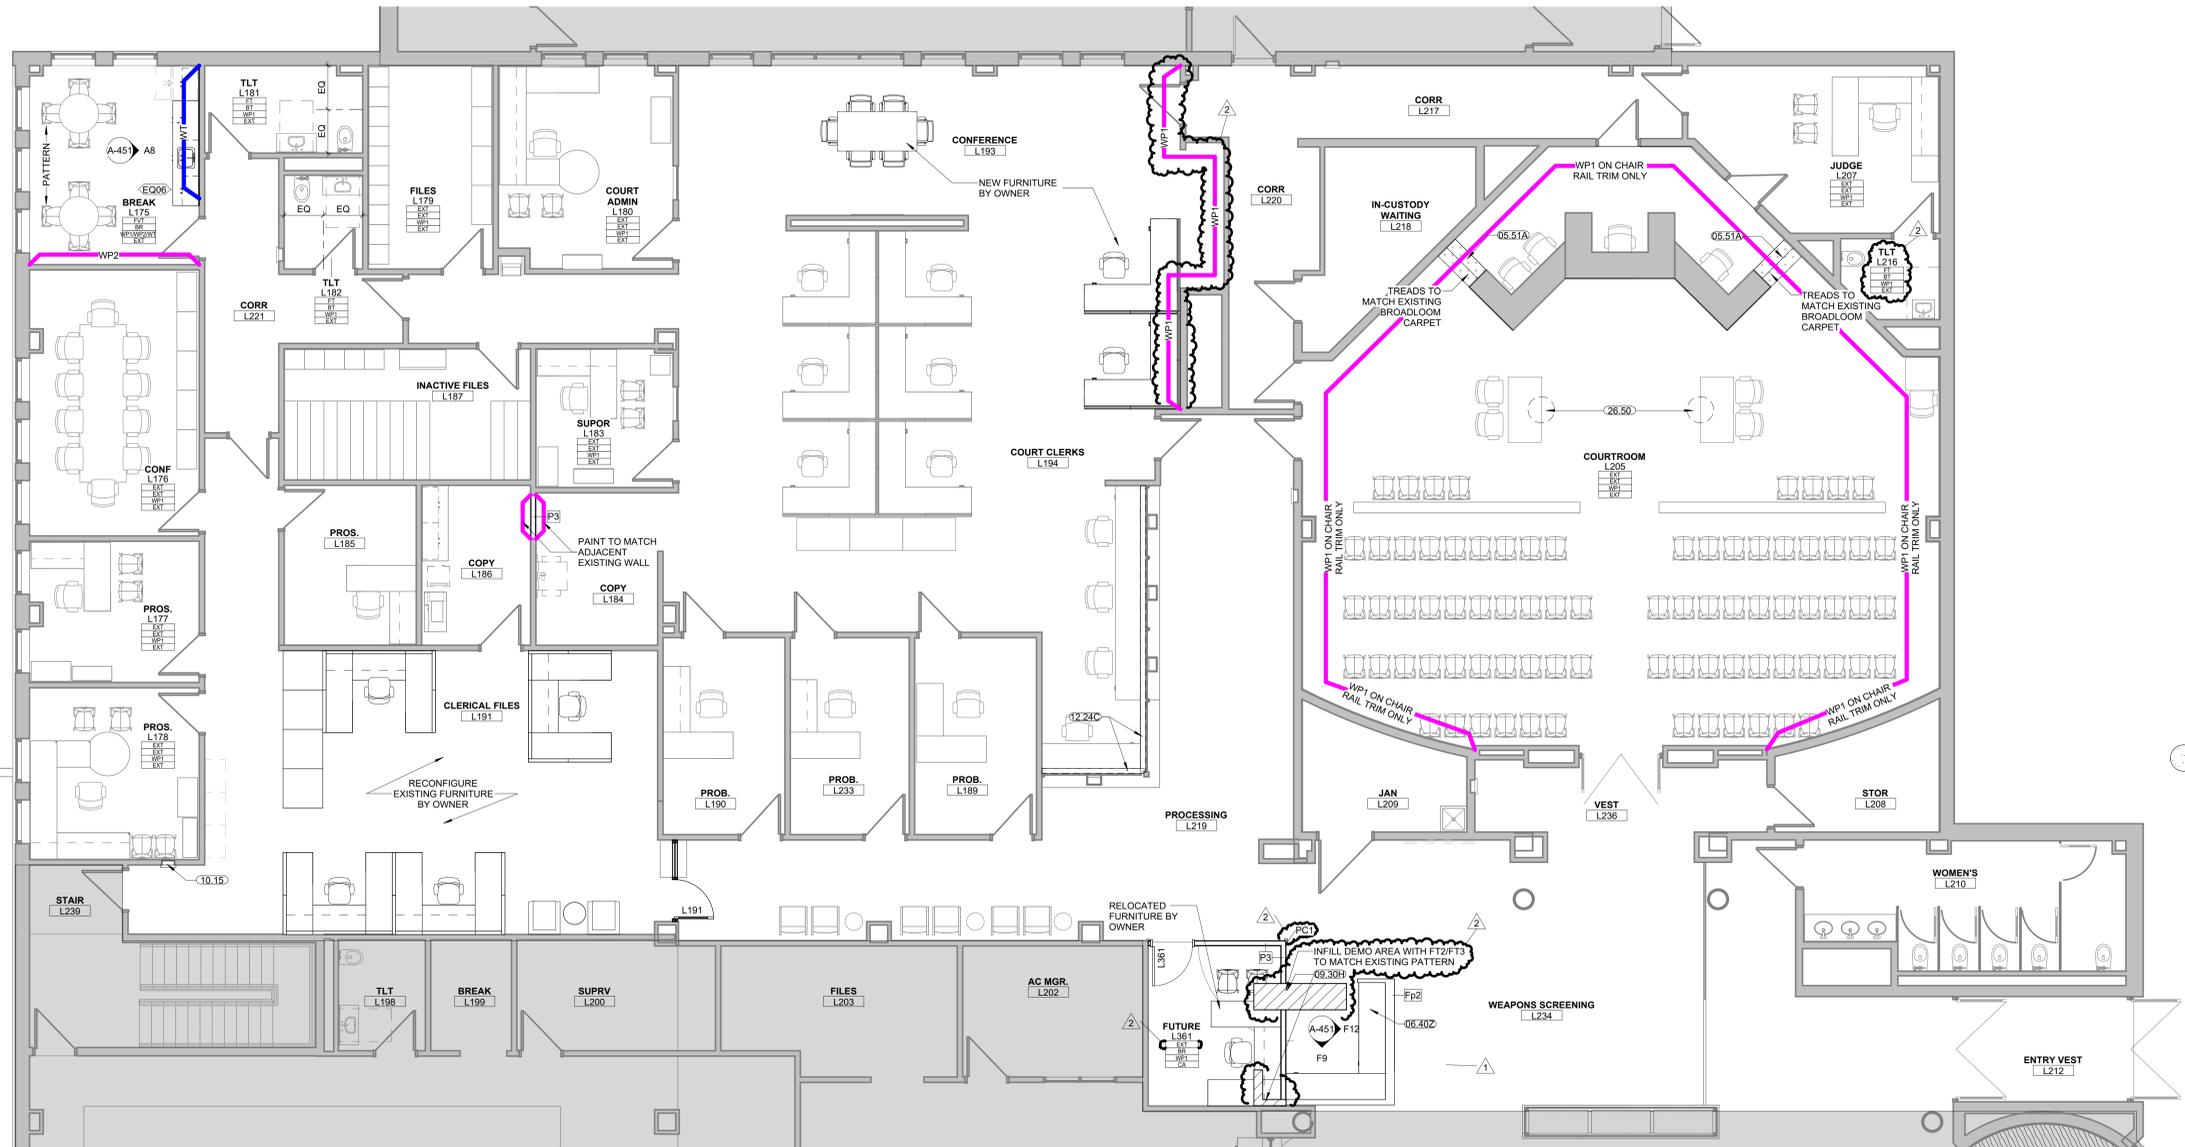 TLT
L181
FT
BT
WP1
EXT
EQ
EQ
WT
PATTERN
A-451
A8
EQ06
BREAK
L175
FVT
BR
WP1/WP2/WT
EXT
WP2
FILES
L179
EXT
EXT
WP1
EXT
COURT
ADMIN
L180
EXT
EXT
WP1
EXT
EQ
EQ
TLT
L182
FT
BT
WP1
EXT
CORR
L221
CONFERENCE
L193
NEW FURNITURE
BY OWNER
WP1
WP1
WP1
2
CORR
L217
CORR
L220
IN-CUSTODY
WAITING
L218
WP1 ON CHAIR
RAIL TRIM ONLY
05.51A
05.51A
TREADS TO
MATCH EXISTING
BROADLOOM
CARPET
TREADS TO
MATCH EXISTING
BROADLOOM
CARPET
JUDGE
L207
EXT
EXT
WP1
EXT
2
TLT
L216
FT
BT
WP1
EXT
INACTIVE FILES
L187
SUPOR
L183
EXT
EXT
WP1
EXT
COURT CLERKS
L194
26.50
COURTROOM
L205
EXT
EXT
WP1
EXT
CONF
L176
EXT
EXT
WP1
EXT
PROS.
L185
COPY
L186
P3
PAINT TO MATCH
ADJACENT
EXISTING WALL
COPY
L184
WP1 ON CHAIR
RAIL TRIM ONLY
WP1 ON CHAIR
RAIL TRIM ONLY
PROS.
L177
EXT
EXT
WP1
EXT
CLERICAL FILES
L191
WP1 ON CHAIR
RAIL TRIM ONLY
WP1 ON CHAIR
RAIL TRIM ONLY
PROS.
L178
EXT
EXT
WP1
EXT
12.24C
RECONFIGURE
EXISTING FURNITURE
BY OWNER
PROB.
L190
PROB.
L233
PROB.
L189
PROCESSING
L219
JAN
L209
VEST
L236
STOR
L208
10.15
STAIR
L239
L191
WOMEN'S
L210
RELOCATED
FURNITURE BY
OWNER
2
PC1
2
L361
P3
INFILL DEMO AREA WITH FT2/FT3
TO MATCH EXISTING PATTERN
09.30H
Fp2
TLT
L198
BREAK
L199
SUPRV
L200
FILES
L203
AC MGR.
L202
2
FUTURE
L361
EXT
BR
WP1
CA
A-451
F12
F9
06.40Z
WEAPONS SCREENING
L234
1
ENTRY VEST
L212